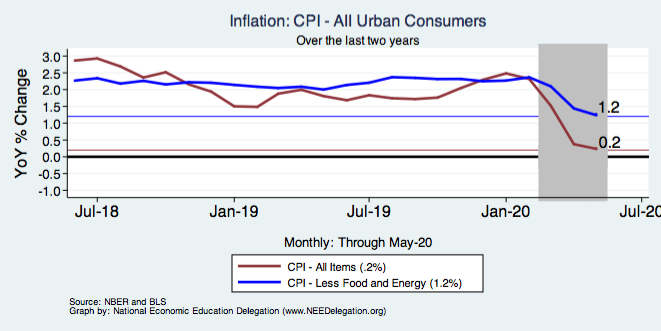 Inflation: CPI - All Urban Consumers
Over the last two years
YoY % Change
3.0
2.5
2.0
1.5
1.0
0.5
0.0
-0.5
-1.0
1.2
0.2
Jul-18 Jan-19 Jul-19 Jan-20 Jul-20
Monthly: Through May-20
CPI - All Items (.2%)
CPI - Less Food and Energy (1.2%)
Source: NBER and BLS
Graph by: National Economic Education Delegation (www.NEEDelegation.org)